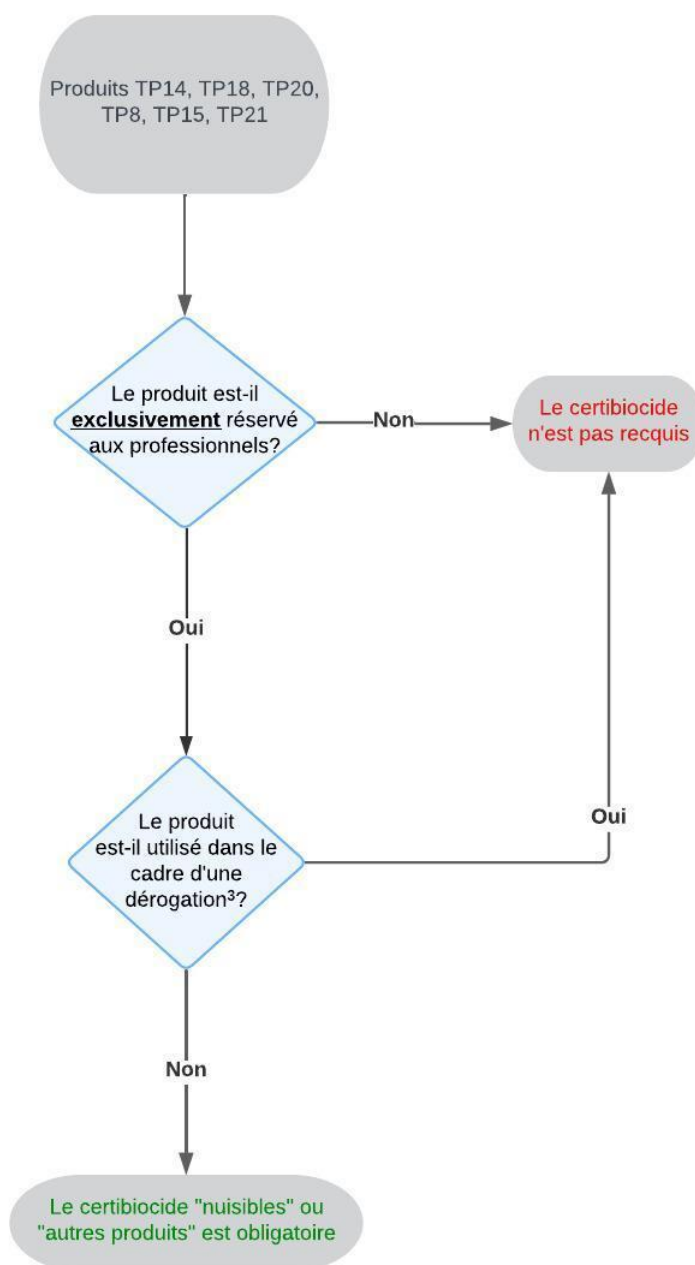 Produits TP14, TP18, TP20,
TP8, TP15, TP21
Le produit est-il
exclusivement réservé
aux professionnels?
Non
Le certibiocide
n'est pas recquis
Oui
Le produit
est-il utilisé dans le
cadre d'une
dérogation³?
Oui
Non
Le certibiocide "nuisibles" ou
"autres produits" est obligatoire